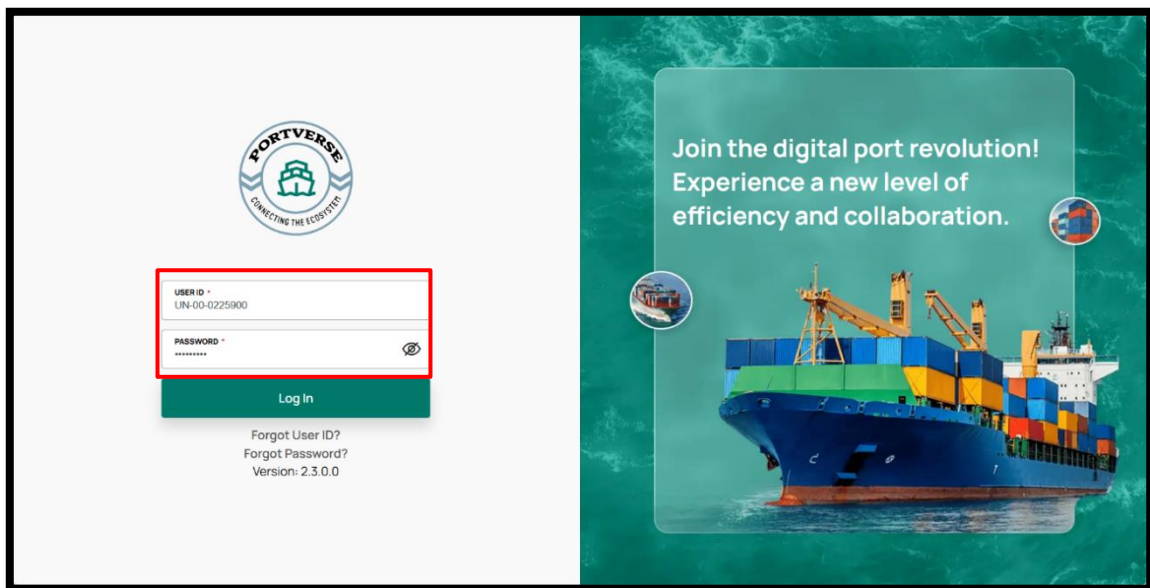 PORTVERSE
CONNECTING THE ECOSYSTEM
USER ID *
UN-00-0225900
PASSWORD *
•••••••••
Log In
Forgot User ID?
Forgot Password?
Version: 2.3.0.0
Join the digital port revolution!
Experience a new level of
efficiency and collaboration.